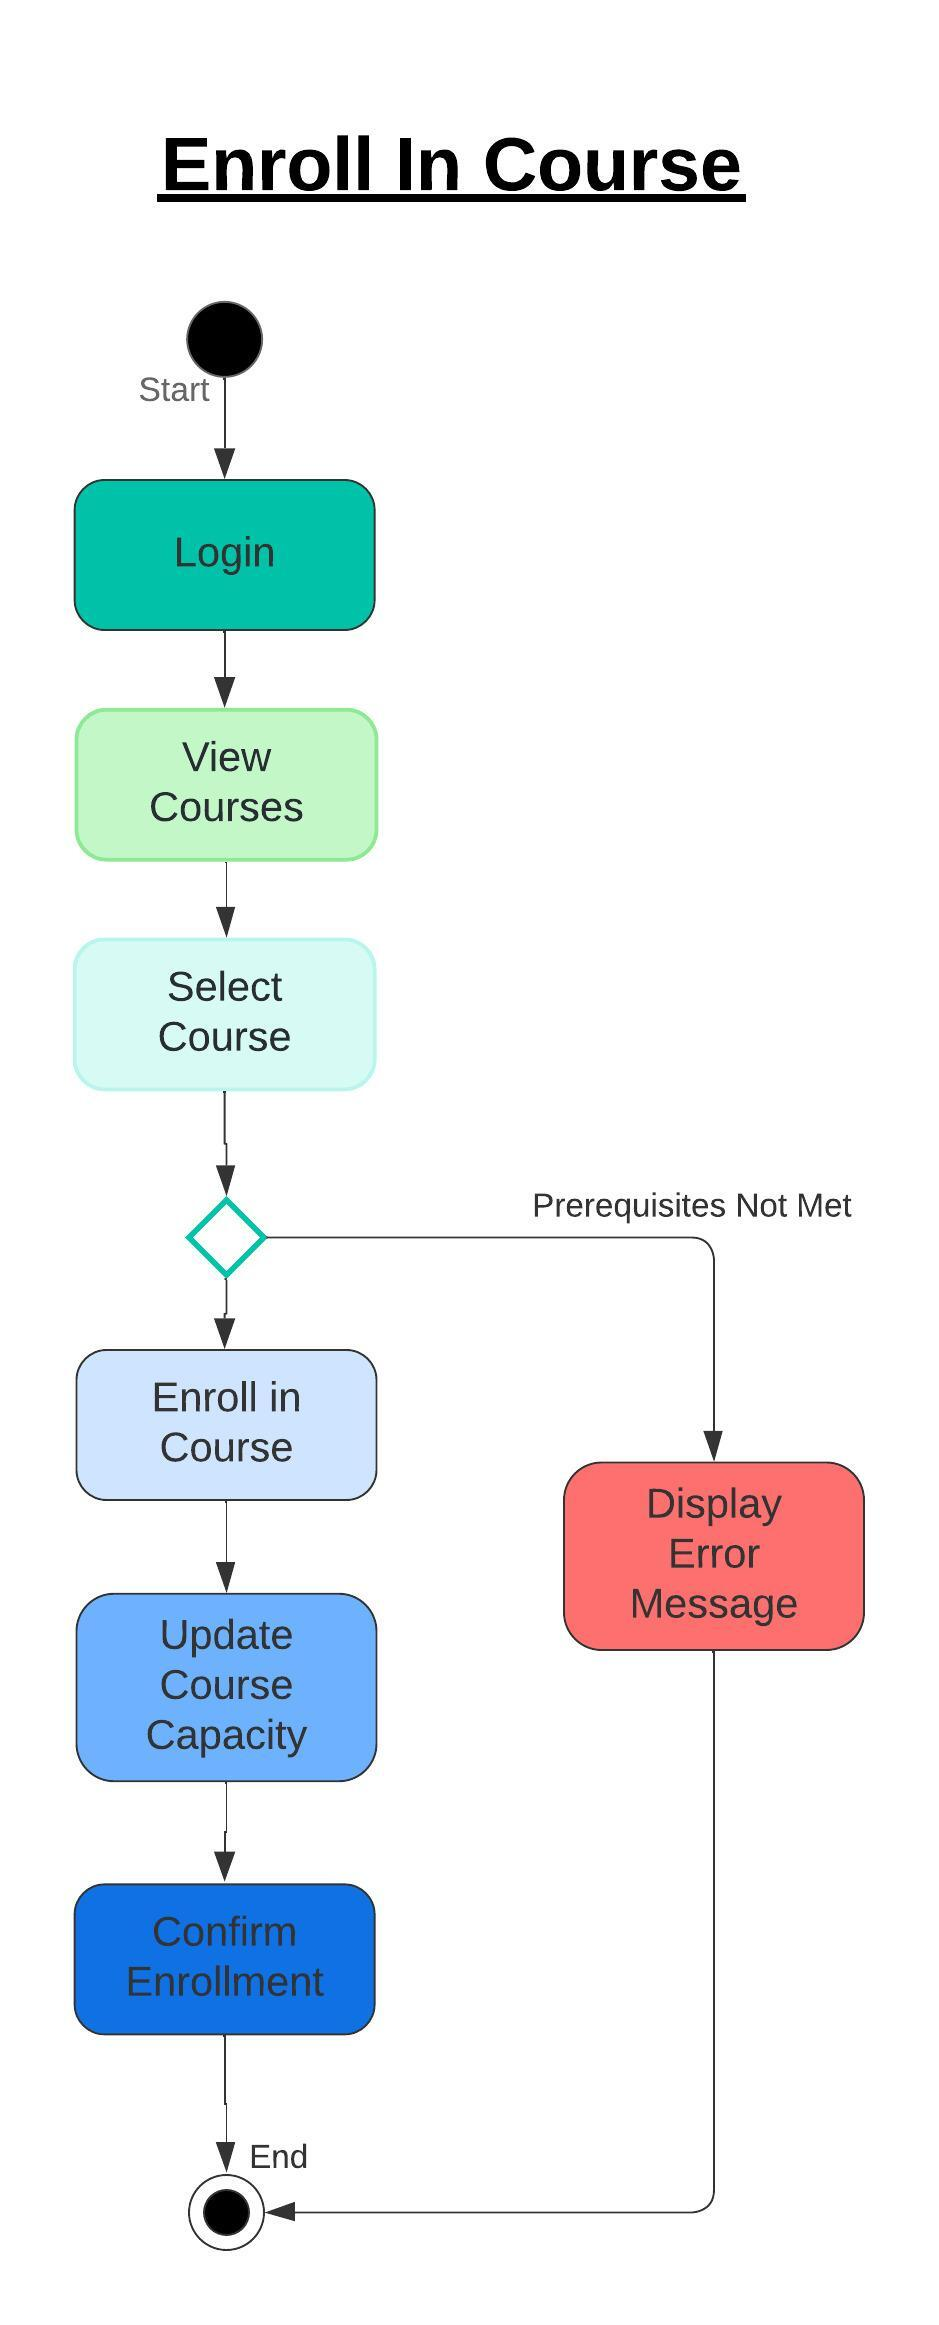 Enroll In Course
Start
Login
View
Courses
Select
Course
Prerequisites Not Met
Enroll in
Course
Display
Error
Message
Update
Course
Capacity
Confirm
Enrollment
End